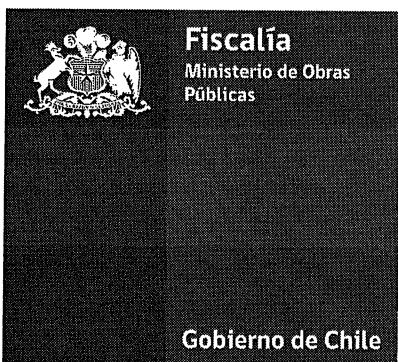 Fiscalía
Ministerio de Obras
Públicas
Gobierno de Chile